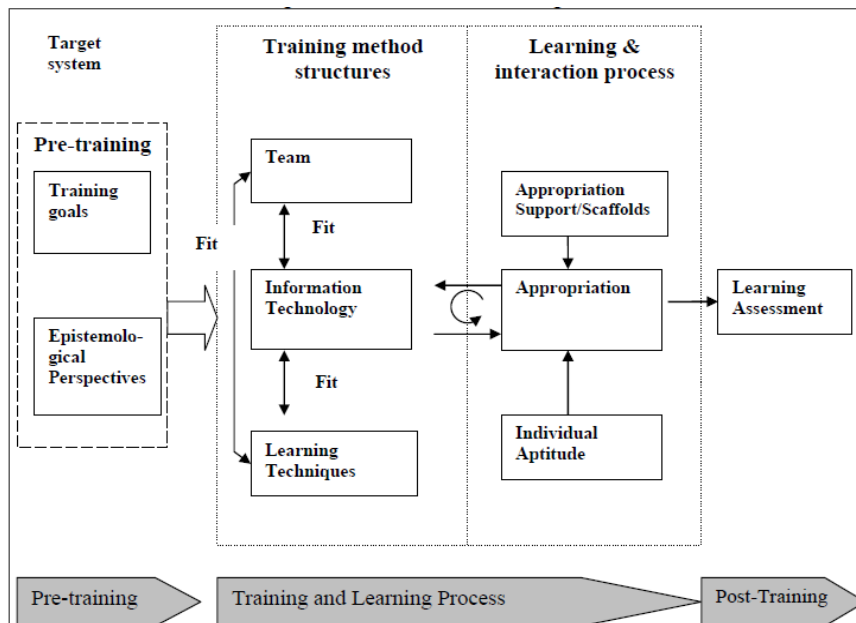 Target
system
Training method
structures
Learning &
interaction process
Pre-training
Training
goals
Epistemolo-
gical
Perspectives
Fit
Team
Fit
Information
Technology
Fit
Learning
Techniques
Appropriation
Support/Scaffolds
Appropriation
Individual
Aptitude
Learning
Assessment
Pre-training
Training and Learning Process
Post-Training